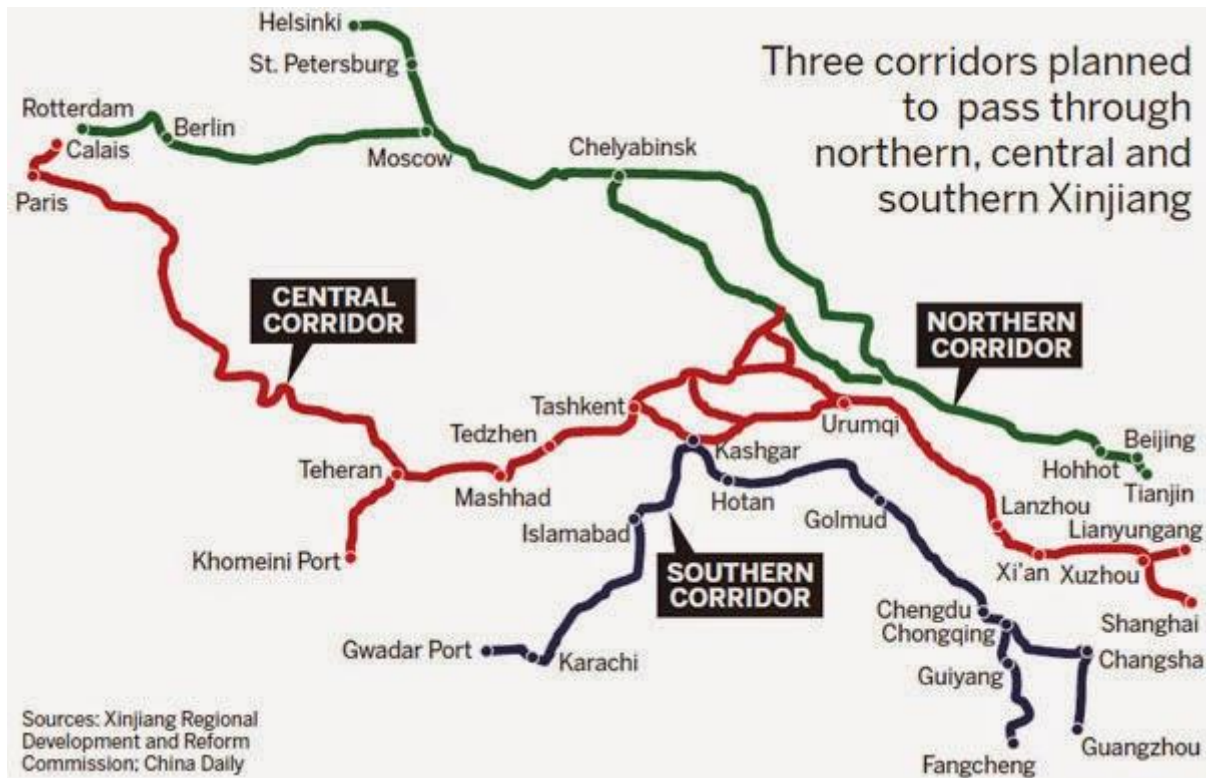 Helsinki
St. Petersburg
Three corridors planned
to pass through
northern, central and
southern Xinjiang
Rotterdam
Calais
Berlin
Moscow
Chelyabinsk
Paris
CENTRAL
CORRIDOR
NORTHERN
CORRIDOR
Tashkent
Urumqi
Tedzhen
Kashgar
Beijing
Hohhot
Tianjin
Teheran
Mashhad
Hotan
Golmud
Lanzhou
Lianyungang
Islamabad
Khomeini Port
Xi'an
Xuzhou
SOUTHERN
CORRIDOR
Chengdu
Chongqing
Shanghai
Gwadar Port
Karachi
Guiyang
Changsha
Sources: Xinjiang Regional
Development and Reform
Commission; China Daily
Fangcheng
Guangzhou